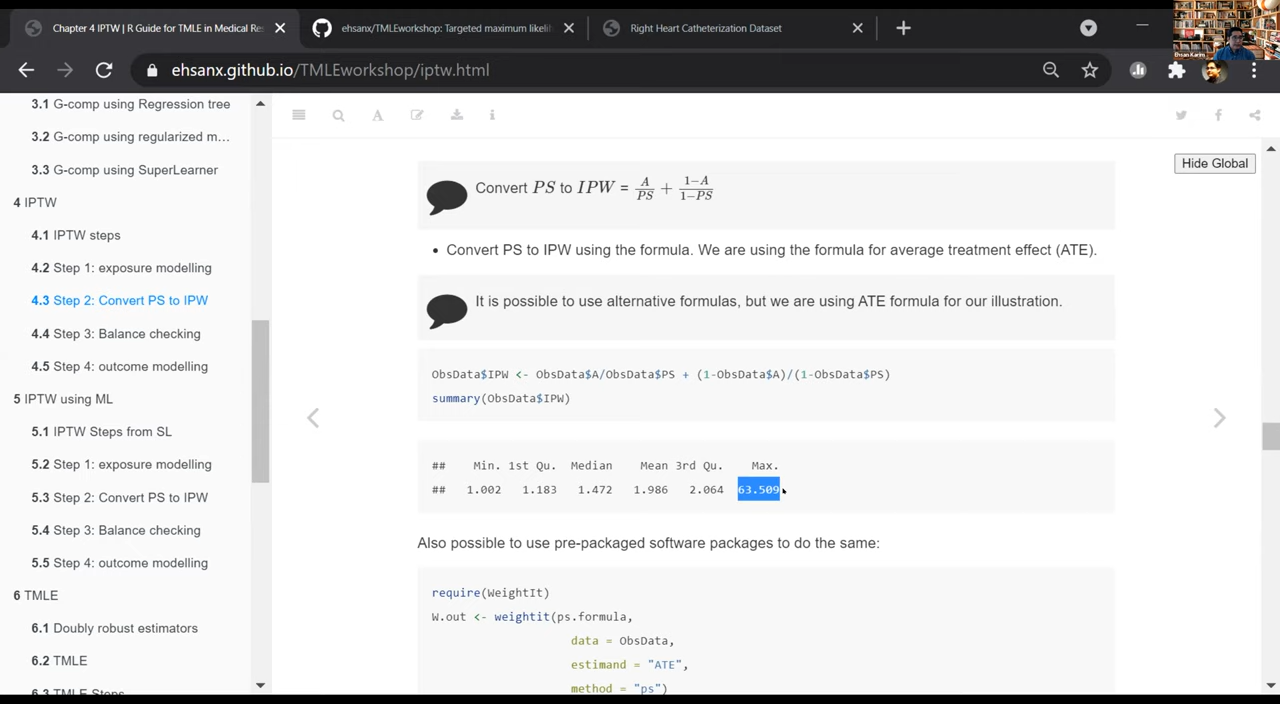 Chapter 4 IPTW | R Guide for TMLE in Medical Re
ehsanx/TMLEworkshop: Targeted maximum likeli
Right Heart Catheterization Dataset
ehsanx.github.io/TMLEworkshop/iptw.html
Ehsan Karim
3.1 G-comp using Regression tree
3.2 G-comp using regularized m...
3.3 G-comp using SuperLearner
4 IPTW
4.1 IPTW steps
4.2 Step 1: exposure modelling
4.3 Step 2: Convert PS to IPW
4.4 Step 3: Balance checking
4.5 Step 4: outcome modelling
5 IPTW using ML
5.1 IPTW Steps from SL
5.2 Step 1: exposure modelling
5.3 Step 2: Convert PS to IPW
5.4 Step 3: Balance checking
5.5 Step 4: outcome modelling
6 TMLE
6.1 Doubly robust estimators
6.2 TMLE
6.3 TMLE Steps
Hide Global
Convert PS to IPW = A/PS + 1−A/1−PS
• Convert PS to IPW using the formula. We are using the formula for average treatment effect (ATE).
It is possible to use alternative formulas, but we are using ATE formula for our illustration.
ObsData$IPW <- ObsData$A/ObsData$PS + (1-ObsData$A)/(1-ObsData$PS)
summary(ObsData$IPW)
## Min. 1st Qu. Median Mean 3rd Qu. Max.
## 1.002 1.183 1.472 1.986 2.064 63.509
Also possible to use pre-packaged software packages to do the same:
require(WeightIt)
W.out <- weightit(ps.formula,
data = ObsData,
estimand = "ATE",
method = "ps")